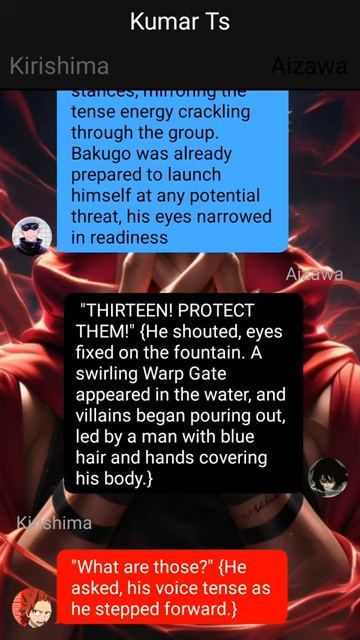 Kumar Ts
Kirishima
Aizawa
stances, mirroring the
tense energy crackling
through the group.
Bakugo was already
prepared to launch
himself at any potential
threat, his eyes narrowed
in readiness
Aizawa
"THIRTEEN! PROTECT
THEM!" {He shouted, eyes
fixed on the fountain. A
swirling Warp Gate
appeared in the water, and
villains began pouring out,
led by a man with blue
hair and hands covering
his body.}
Kirishima
"What are those?" {He
asked, his voice tense as
he stepped forward.}